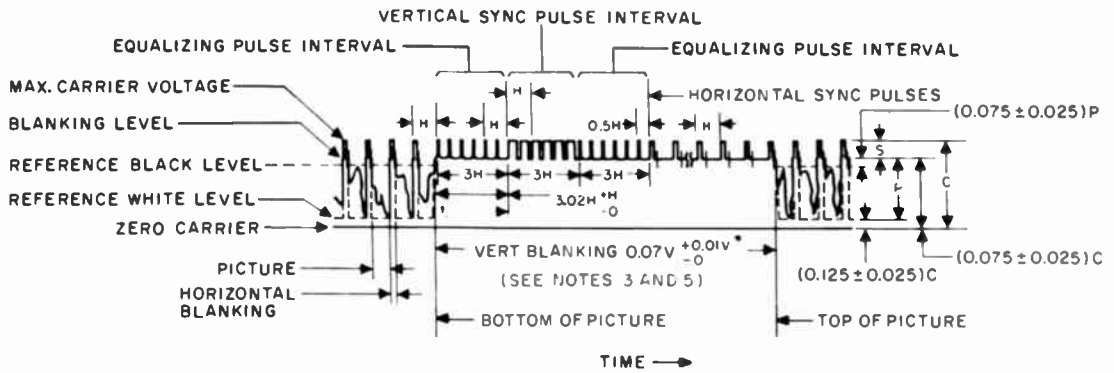 VERTICAL SYNC PULSE INTERVAL
EQUALIZING PULSE INTERVAL
EQUALIZING PULSE INTERVAL
MAX. CARRIER VOLTAGE
H
HORIZONTAL SYNC PULSES
(0.075 ± 0.025)P
BLANKING LEVEL
H
H
0.5H
H
S
C
REFERENCE BLACK LEVEL
3H
3H
3H
REFERENCE WHITE LEVEL
3.02H +H -0
ZERO CARRIER
VERT BLANKING 0.07V +0.01V * -0
(0.075 ± 0.025)C
PICTURE
(SEE NOTES 3 AND 5)
(0.125 ± 0.025)C
HORIZONTAL
BLANKING
BOTTOM OF PICTURE
TOP OF PICTURE
TIME